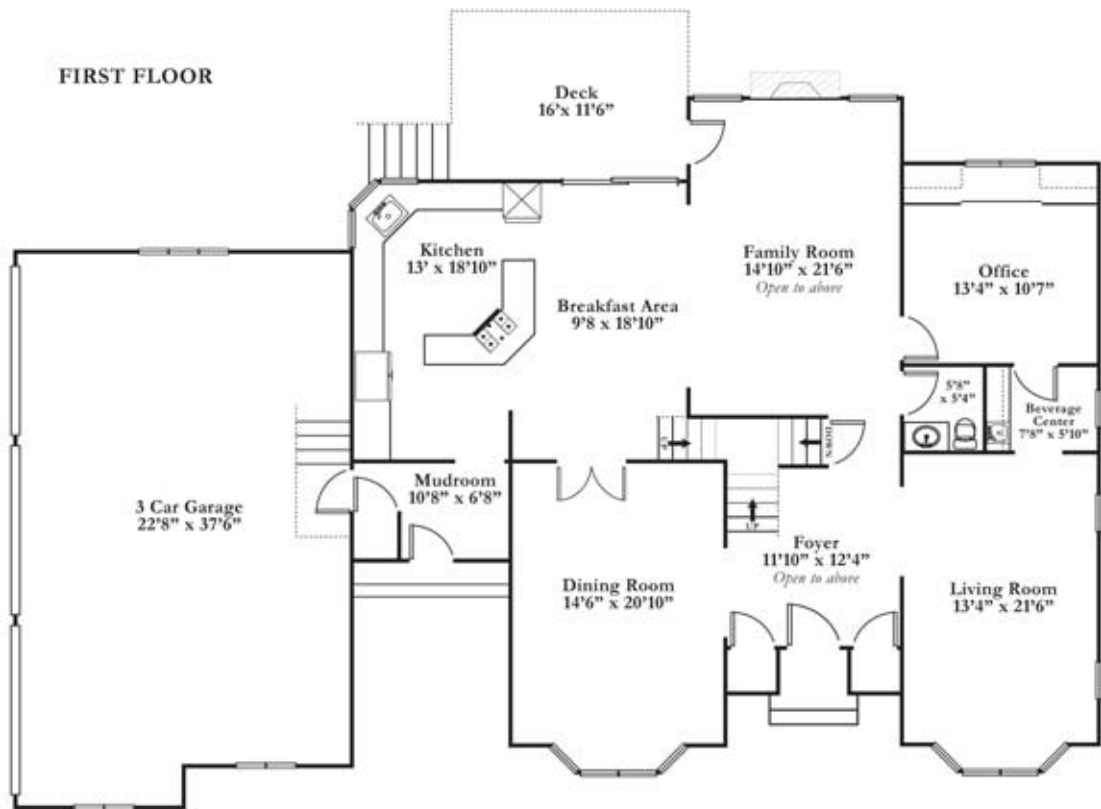 FIRST FLOOR
Deck
16’x 11’6”
Kitchen
13’ x 18’10”
Breakfast Area
9’8 x 18’10”
Family Room
14’10” x 21’6”
Open to above
Office
13’4” x 10’7”
5’8”
x 5’4”
Beverage
Center
7’8” x 5’10”
UP
DOWN
Mudroom
10’8” x 6’8”
3 Car Garage
22’8” x 37’6”
UP
Foyer
11’10” x 12’4”
Open to above
Dining Room
14’6” x 20’10”
Living Room
13’4” x 21’6”